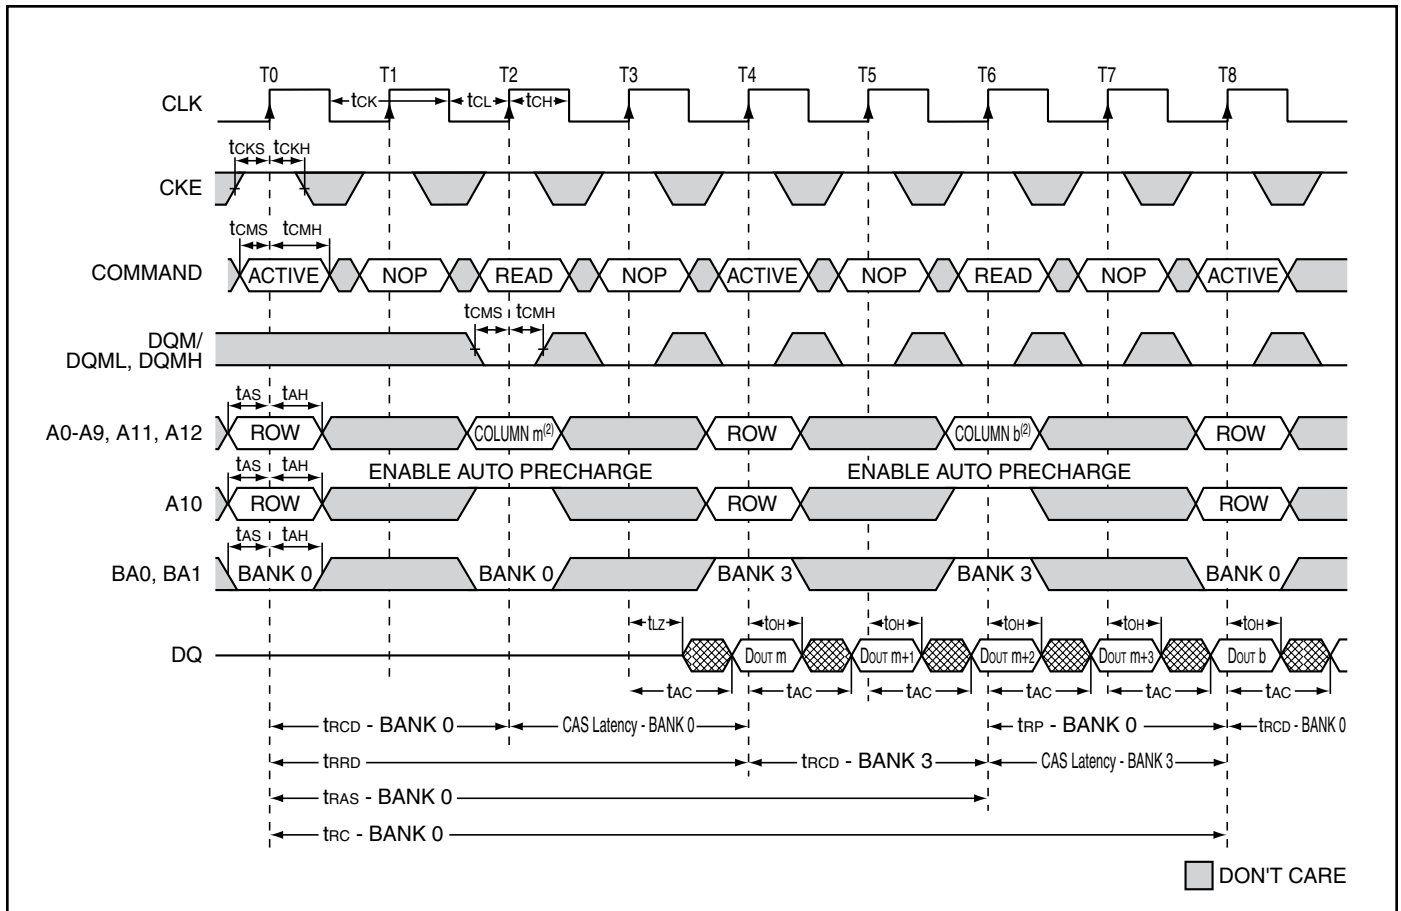 T0 T1 T2 T3 T4 T5 T6 T7 T8
CLK tCK tCL tCH
tCKS tCKH
CKE
tCMS tCMH
COMMAND ACTIVE NOP READ NOP ACTIVE NOP READ NOP ACTIVE
tCMS tCMH
DQM/
DQML, DQMH
tAS tAH
A0-A9, A11, A12 ROW COLUMN m(2) ROW COLUMN b(2) ROW
tAS tAH ENABLE AUTO PRECHARGE ENABLE AUTO PRECHARGE
A10 ROW ROW ROW
tAS tAH
BA0, BA1 BANK 0 BANK 0 BANK 3 BANK 3 BANK 0
tLZ tOH tOH tOH tOH tOH
DQ DOUT m DOUT m+1 DOUT m+2 DOUT m+3 DOUT b
tAC tAC tAC tAC tAC tAC
tRCD - BANK 0 CAS Latency - BANK 0 tRP - BANK 0 tRCD - BANK 0
tRRD tRCD - BANK 3 CAS Latency - BANK 3
tRAS - BANK 0
tRC - BANK 0
DON'T CARE